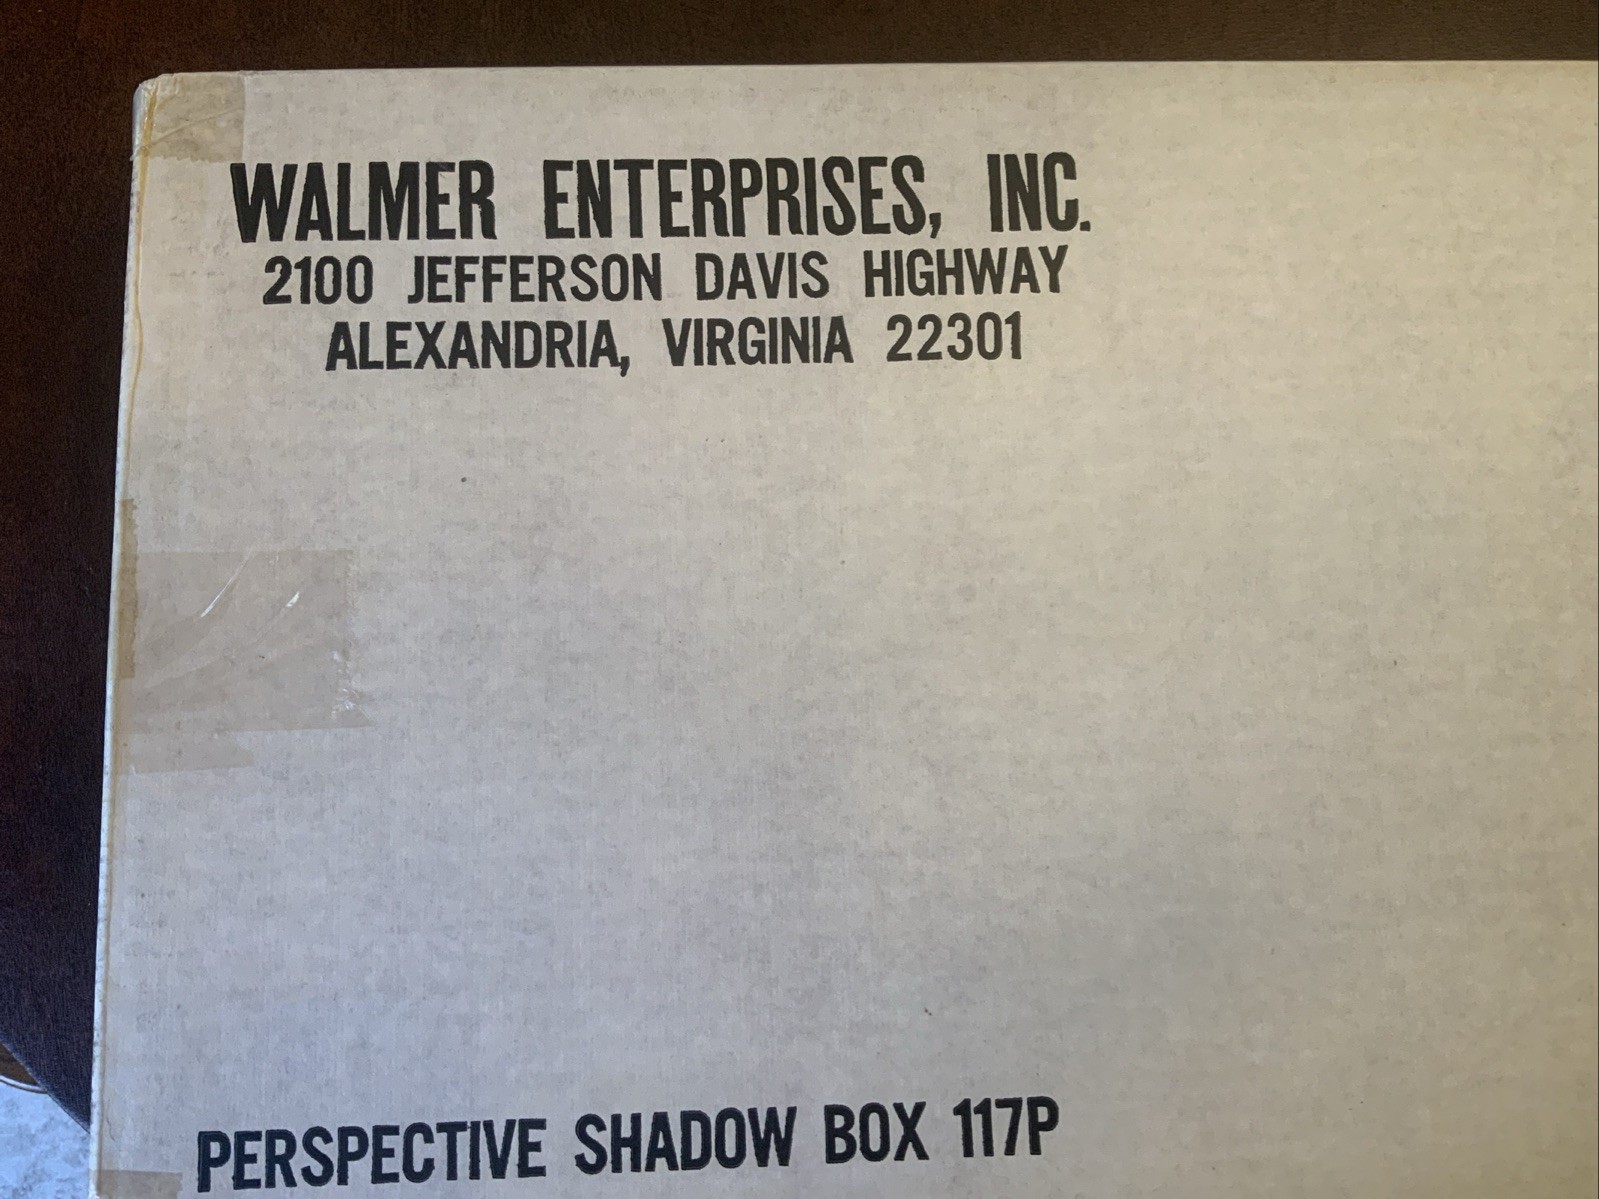 WALMER ENTERPRISES, INC.
2100 JEFFERSON DAVIS HIGHWAY
ALEXANDRIA, VIRGINIA 22301
PERSPECTIVE SHADOW BOX 117P